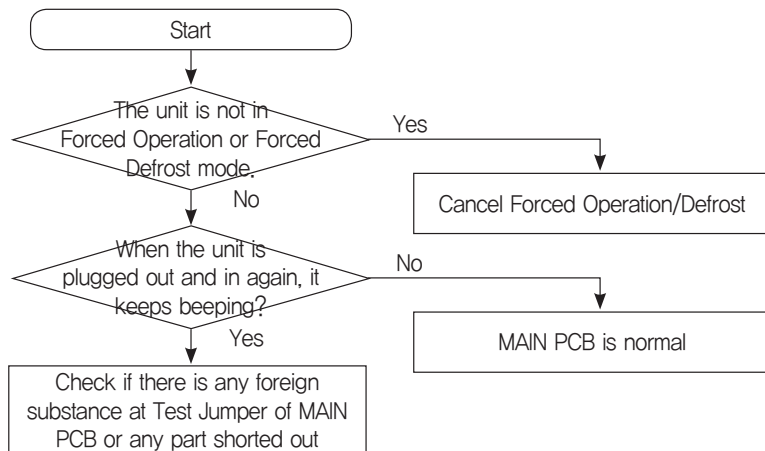 Start
The unit is not in
Forced Operation or Forced
Defrost mode.
Yes
Cancel Forced Operation/Defrost
No
When the unit is
plugged out and in again, it
keeps beeping?
No
MAIN PCB is normal
Yes
Check if there is any foreign
substance at Test Jumper of MAIN
PCB or any part shorted out